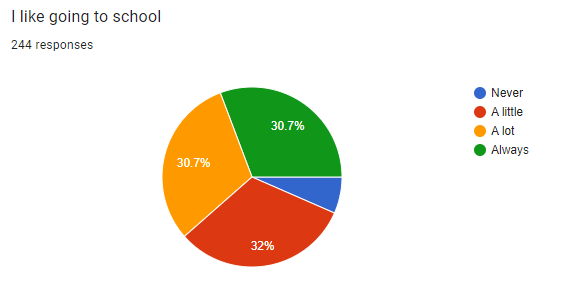 I like going to school
244 responses
30.7%
30.7%
32%
Never
A little
A lot
Always